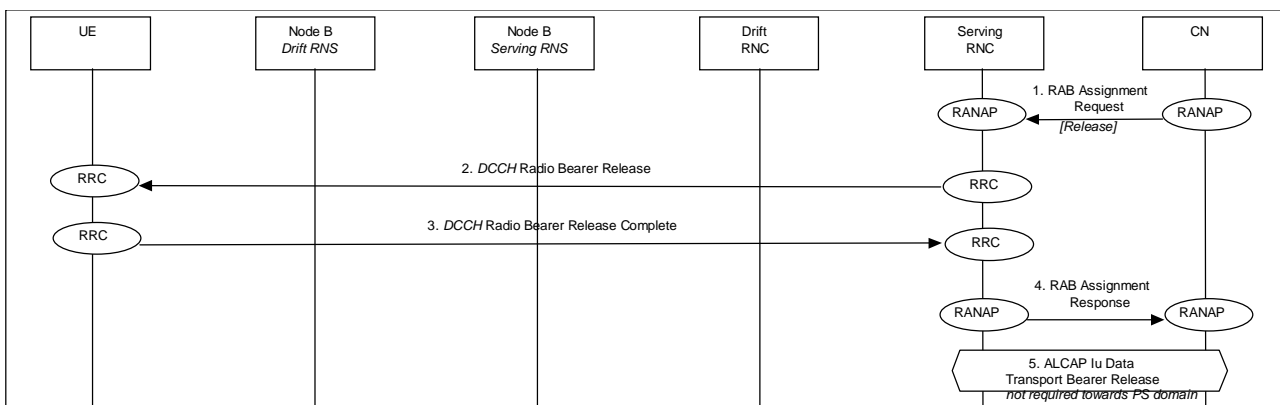 UE
Node B
Drift RNS
Node B
Serving RNS
Drift
RNC
Serving
RNC
CN
1. RAB Assignment
Request
[Release]
RANAP
RANAP
2. DCCH Radio Bearer Release
RRC
RRC
3. DCCH Radio Bearer Release Complete
RRC
RRC
4. RAB Assignment
Response
RANAP
RANAP
5. ALCAP Iu Data
Transport Bearer Release
not required towards PS domain